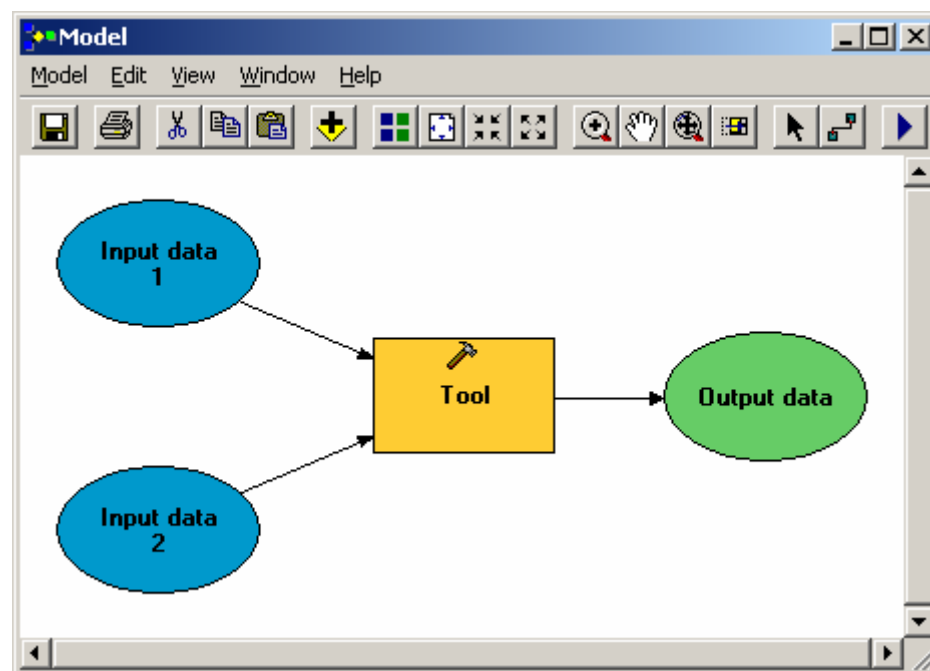 Model
Model Edit View Window Help
Input data
1
Tool
Output data
Input data
2